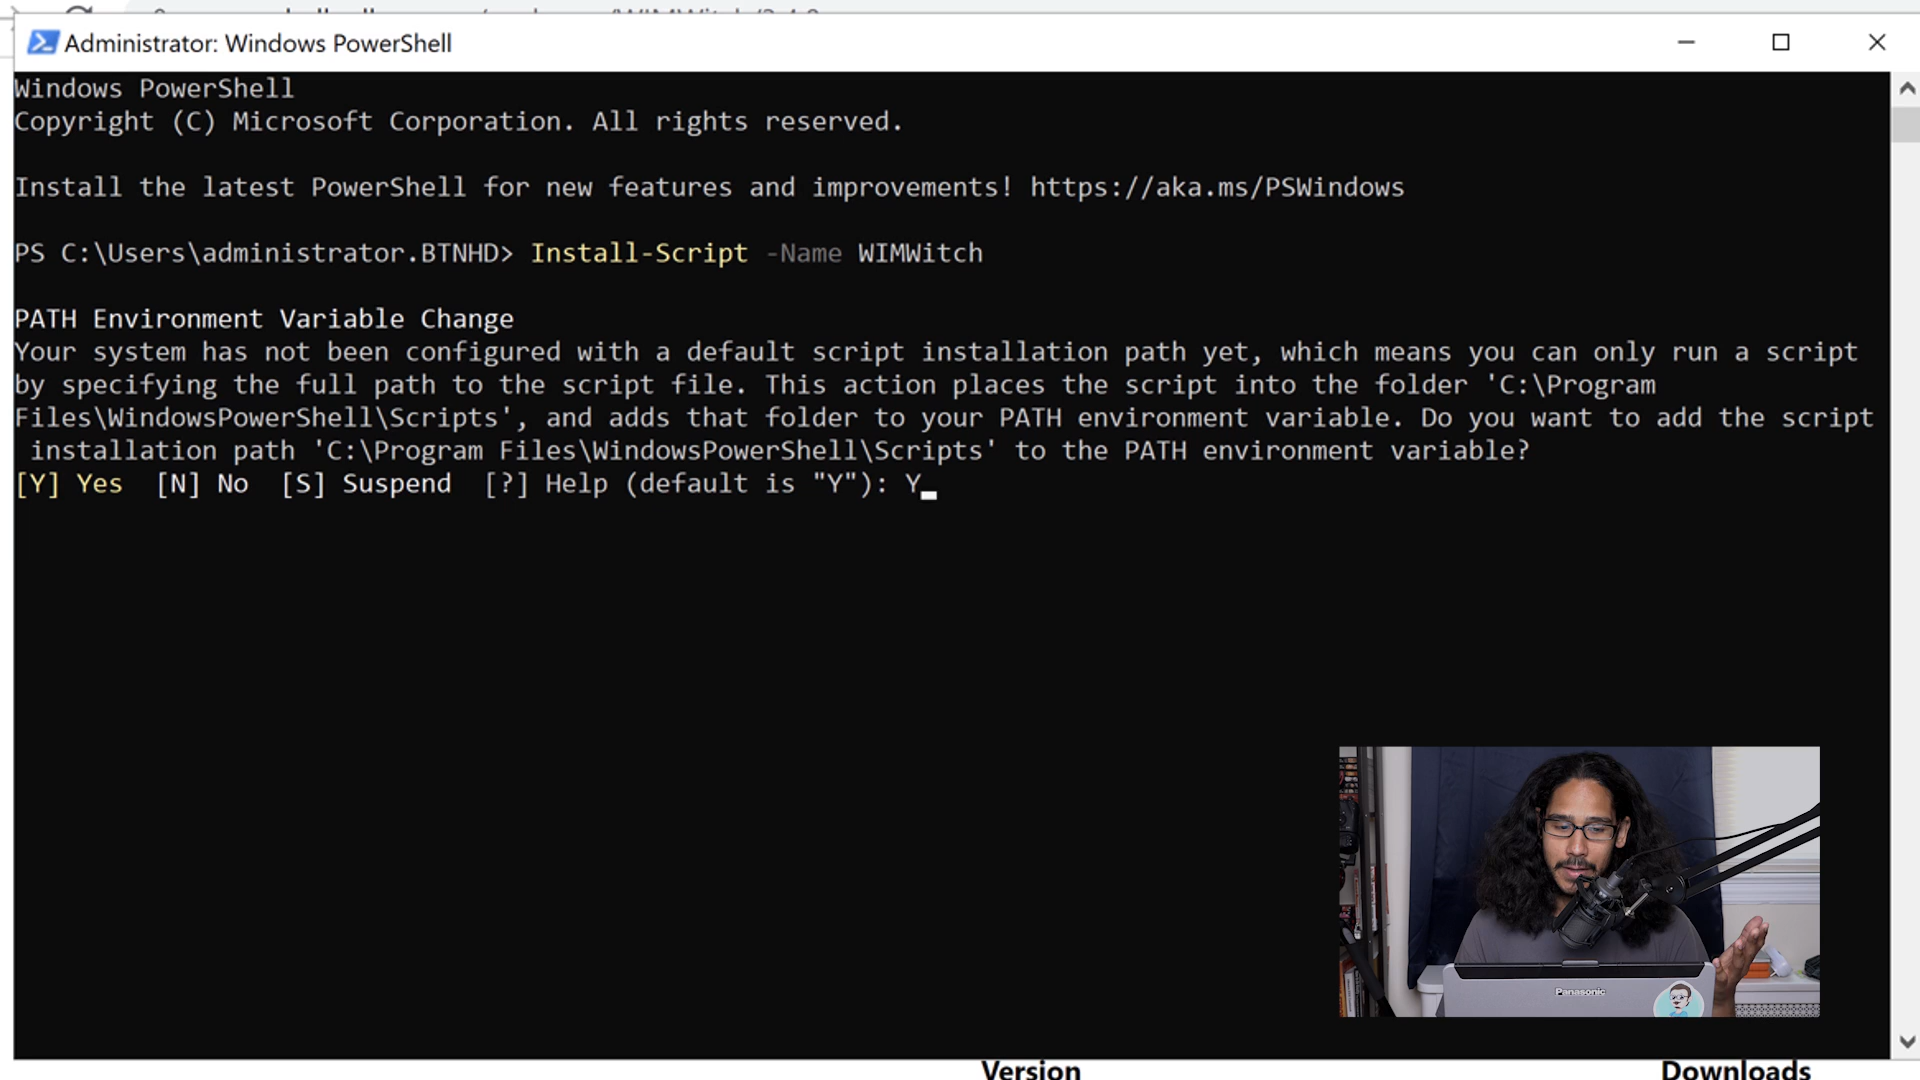 Administrator: Windows PowerShell
Windows PowerShell
Copyright (C) Microsoft Corporation. All rights reserved.
Install the latest PowerShell for new features and improvements! https://aka.ms/PSWindows
PS C:\Users\administrator.BTNHD> Install-Script -Name WIMWitch
PATH Environment Variable Change
Your system has not been configured with a default script installation path yet, which means you can only run a script
by specifying the full path to the script file. This action places the script into the folder 'C:\Program
Files\WindowsPowerShell\Scripts', and adds that folder to your PATH environment variable. Do you want to add the script
installation path 'C:\Program Files\WindowsPowerShell\Scripts' to the PATH environment variable?
[Y] Yes  [N] No  [S] Suspend  [?] Help (default is "Y"): Y
Panasonic
Version
Downloads